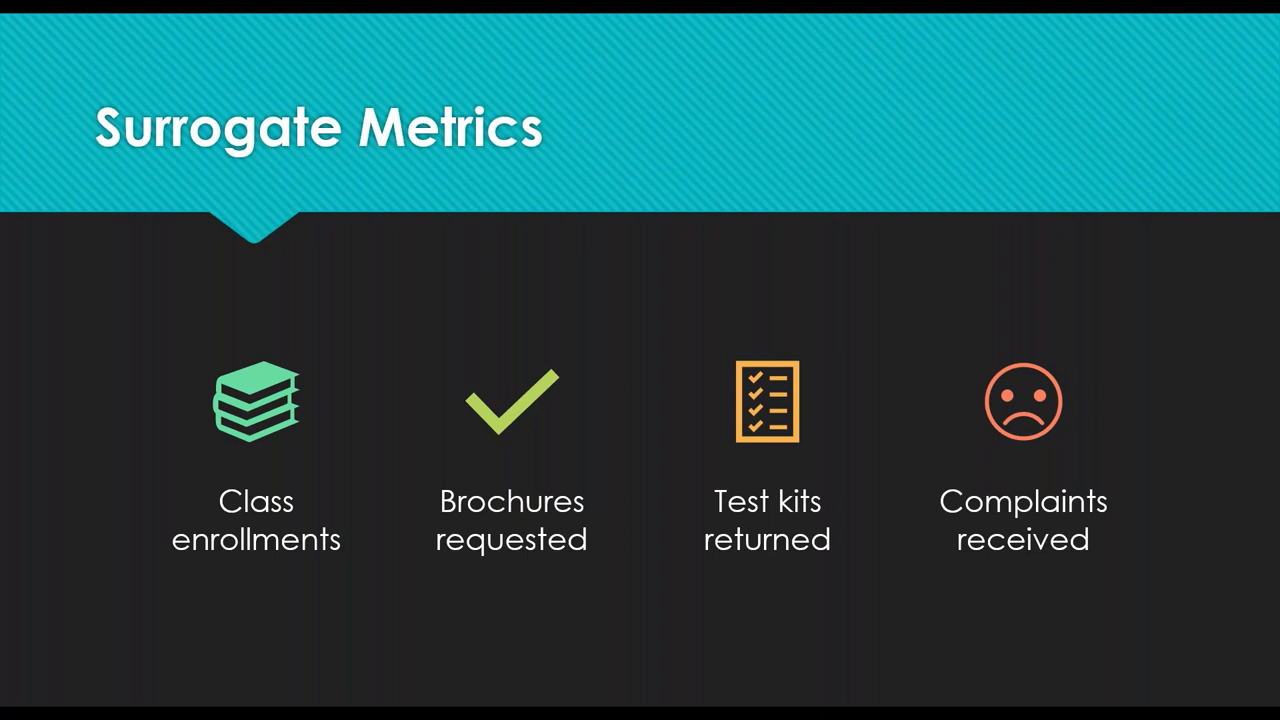 Surrogate Metrics
Class
enrollments
Brochures
requested
Test kits
returned
Complaints
received